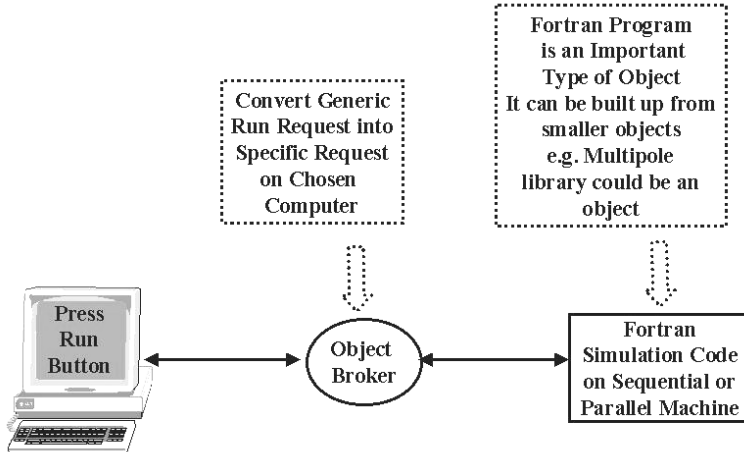 Fortran Program
is an Important
Type of Object
It can be built up from
smaller objects
e.g. Multipole
library could be an
object
Convert Generic
Run Request into
Specific Request
on Chosen
Computer
Press
Run
Button
Object
Broker
Fortran
Simulation Code
on Sequential or
Parallel Machine